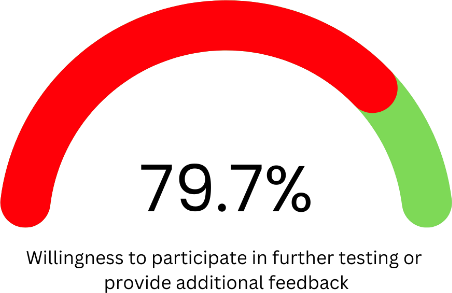 79.7%
Willingness to participate in further testing or
provide additional feedback